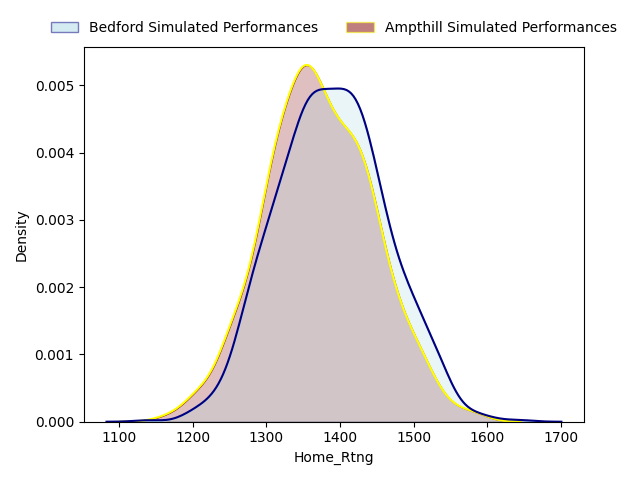 Bedford Simulated Performances
Ampthill Simulated Performances
Density
0.005
0.004
0.003
0.002
0.001
0.000
1100 1200 1300 1400 1500 1600 1700
Home_Rtng